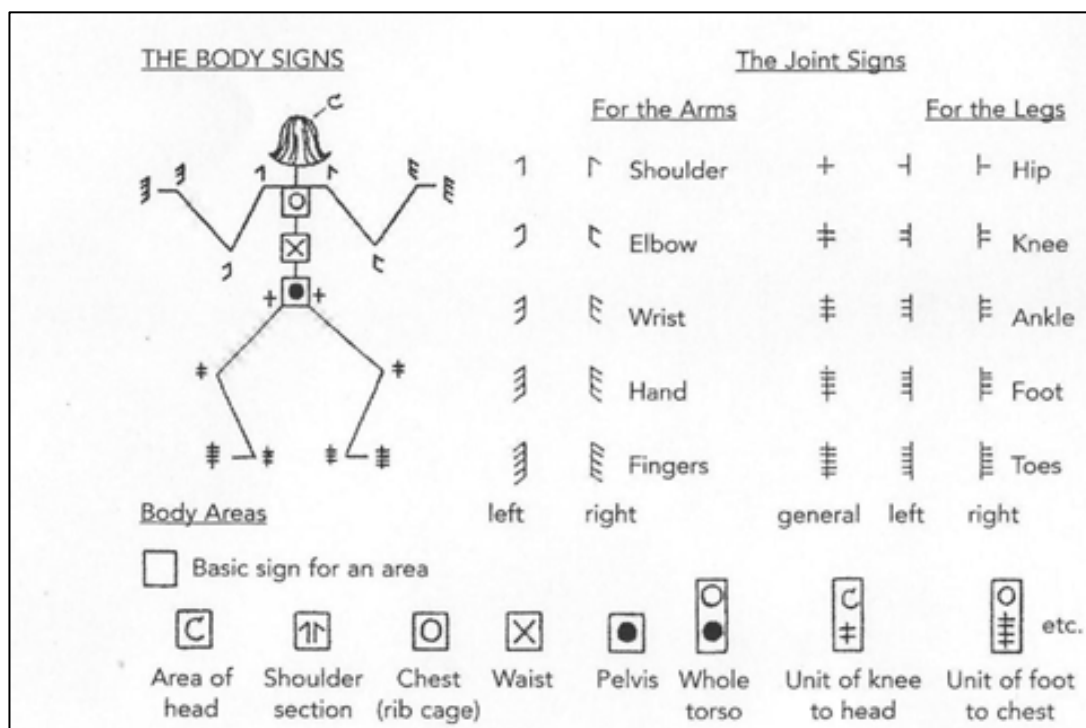 THE BODY SIGNS
The Joint Signs
For the Arms
For the Legs
Shoulder
Hip
Elbow
Knee
Wrist
Ankle
Hand
Foot
Fingers
Toes
left right general left right
Body Areas
Basic sign for an area
etc.
Area of head
Shoulder section
Chest (rib cage)
Waist
Pelvis
Whole torso
Unit of knee to head
Unit of foot to chest